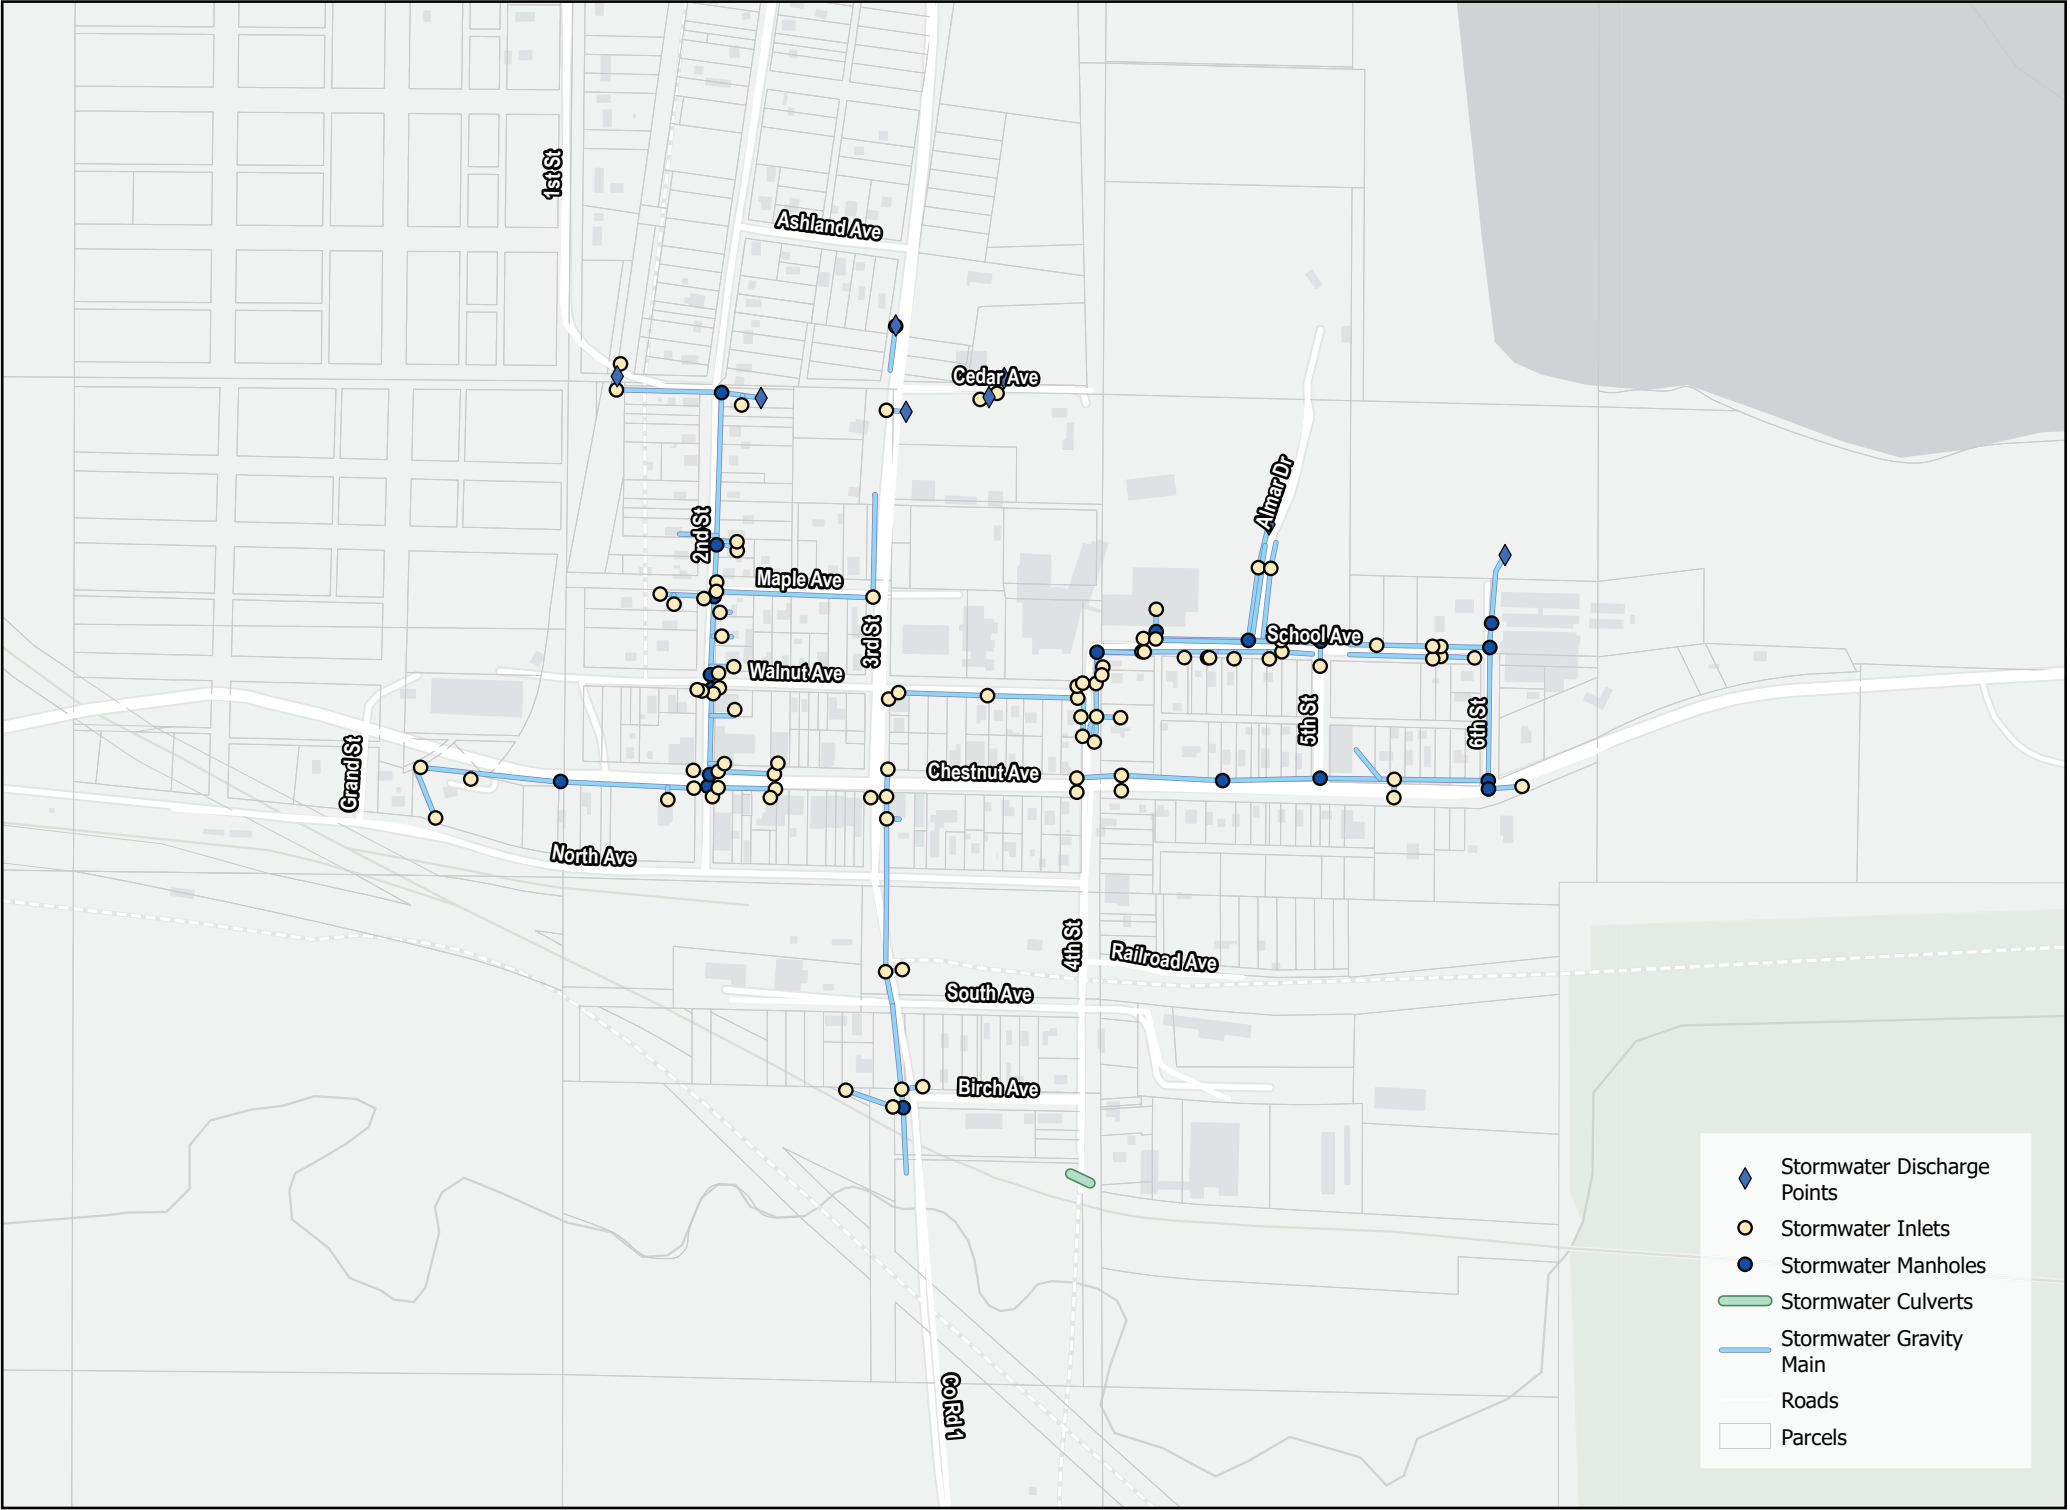 1st St
Ashland Ave
Cedar Ave
Almar Dr
2nd St
Maple Ave
3rd St
School Ave
Walnut Ave
5th St
6th St
Grand St
Chestnut Ave
North Ave
4th St
Railroad Ave
South Ave
Birch Ave
Co Rd 1
Stormwater Discharge
Points
Stormwater Inlets
Stormwater Manholes
Stormwater Culverts
Stormwater Gravity
Main
Roads
Parcels